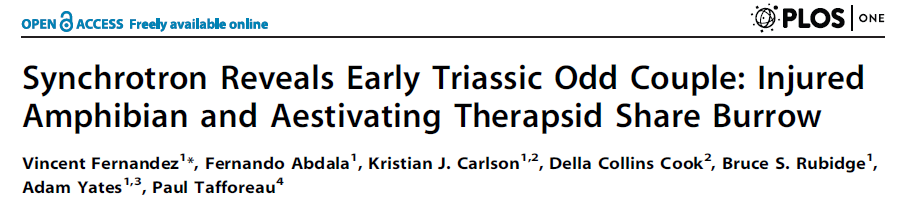 OPEN ACCESS Freely available online
PLOS ONE
Synchrotron Reveals Early Triassic Odd Couple: Injured
Amphibian and Aestivating Therapsid Share Burrow
Vincent Fernandez1*, Fernando Abdala1, Kristian J. Carlson1,2, Della Collins Cook2, Bruce S. Rubidge1,
Adam Yates1,3, Paul Tafforeau4